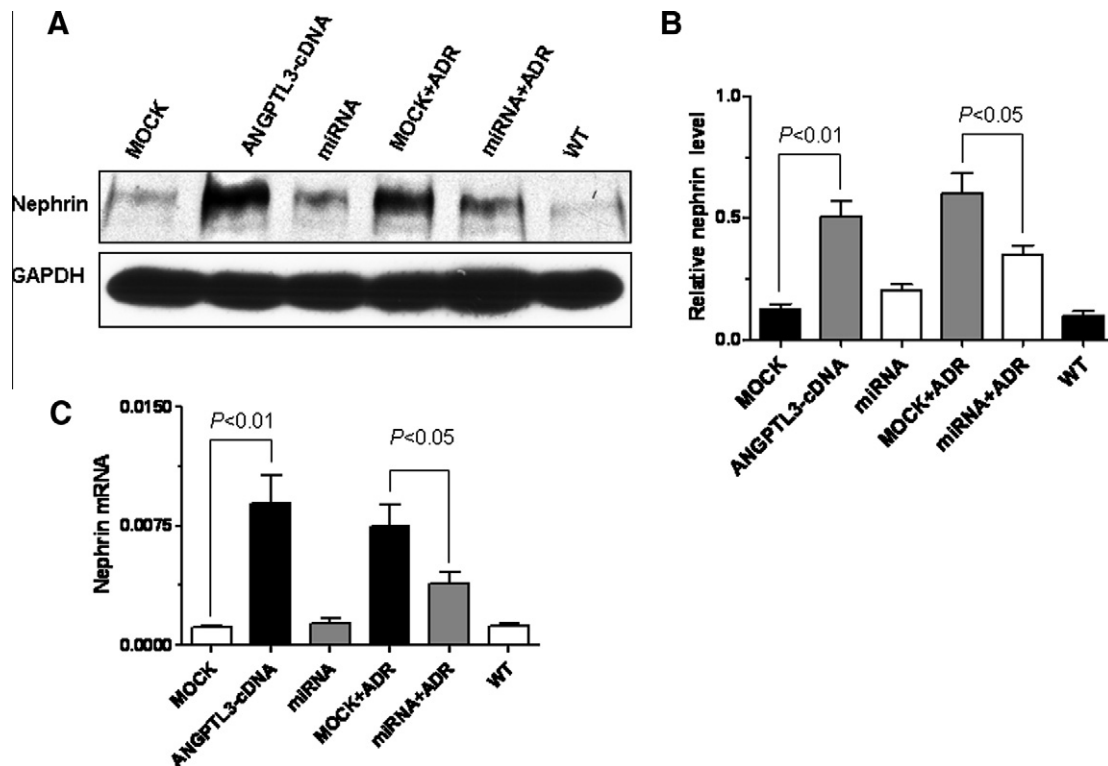 A
MOCK
ANGPTL3-cDNA
miRNA
MOCK+ADR
miRNA+ADR
WT
Nephrin
GAPDH
B
1.0
0.5
0.0
Relative nephrin level
P<0.01
P<0.05
MOCK
ANGPTL3-cDNA
miRNA
MOCK+ADR
miRNA+ADR
WT
C
0.0150
0.0075
0.0000
Nephrin mRNA
P<0.01
P<0.05
MOCK
ANGPTL3-cDNA
miRNA
MOCK+ADR
miRNA+ADR
WT